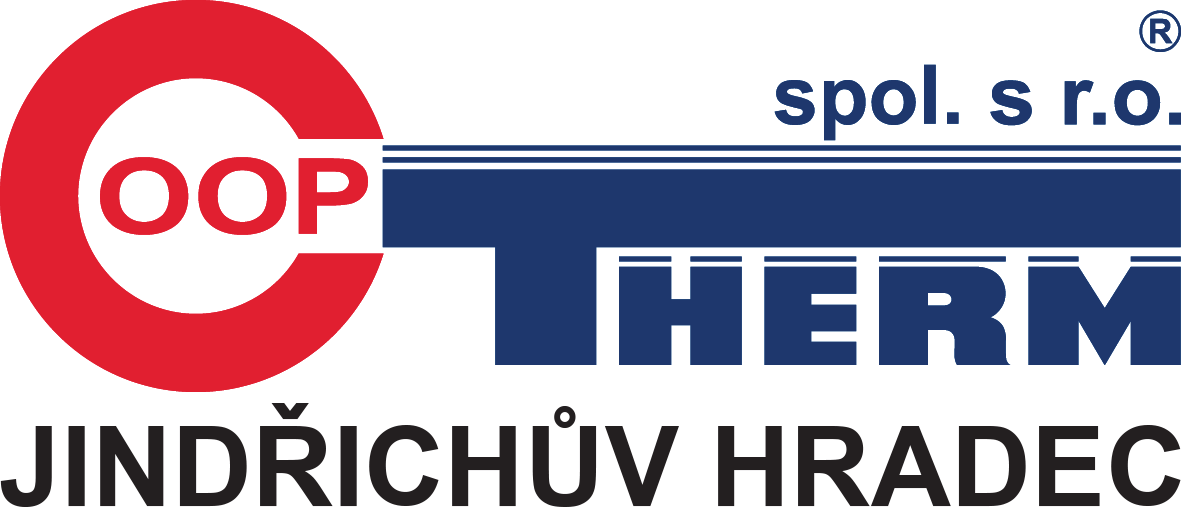 ®
spol. s r.o.
COOP
THERM
JINDŘICHŮV HRADEC